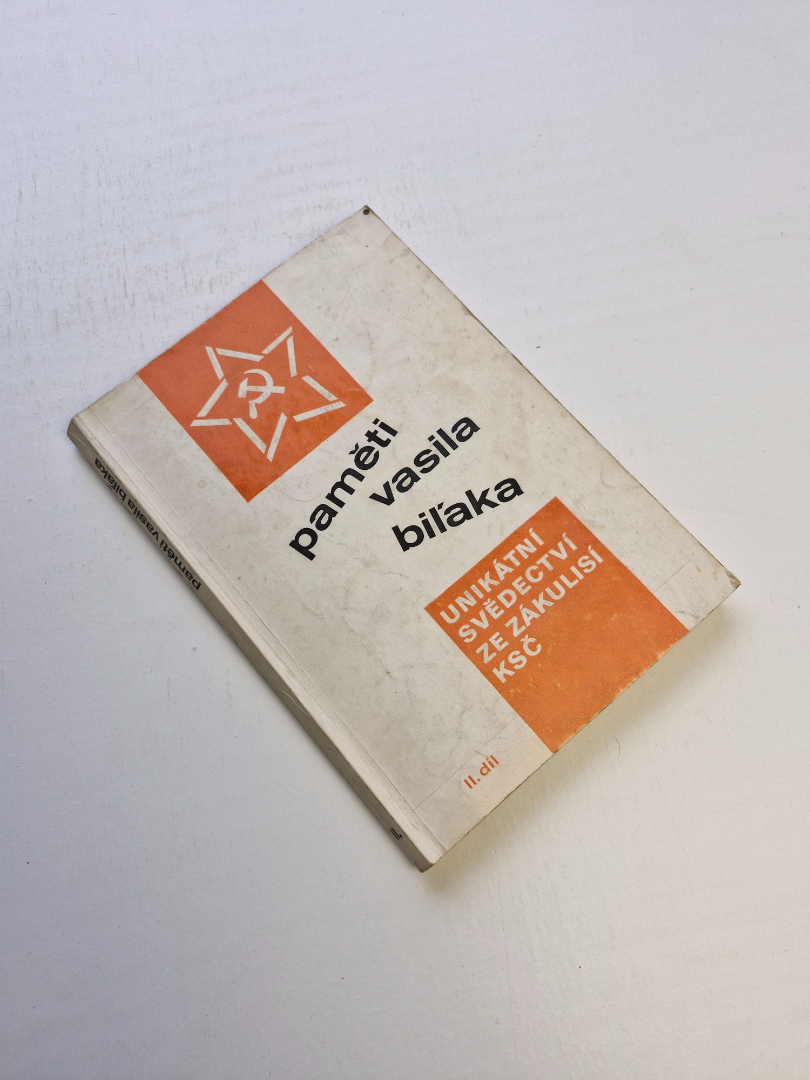 paměti
vasila
biľaka
UNIKÁTNÍ
SVĚDECTVÍ
ZE ZÁKULISÍ
KSČ
II. díl
paměti vasila biľaka